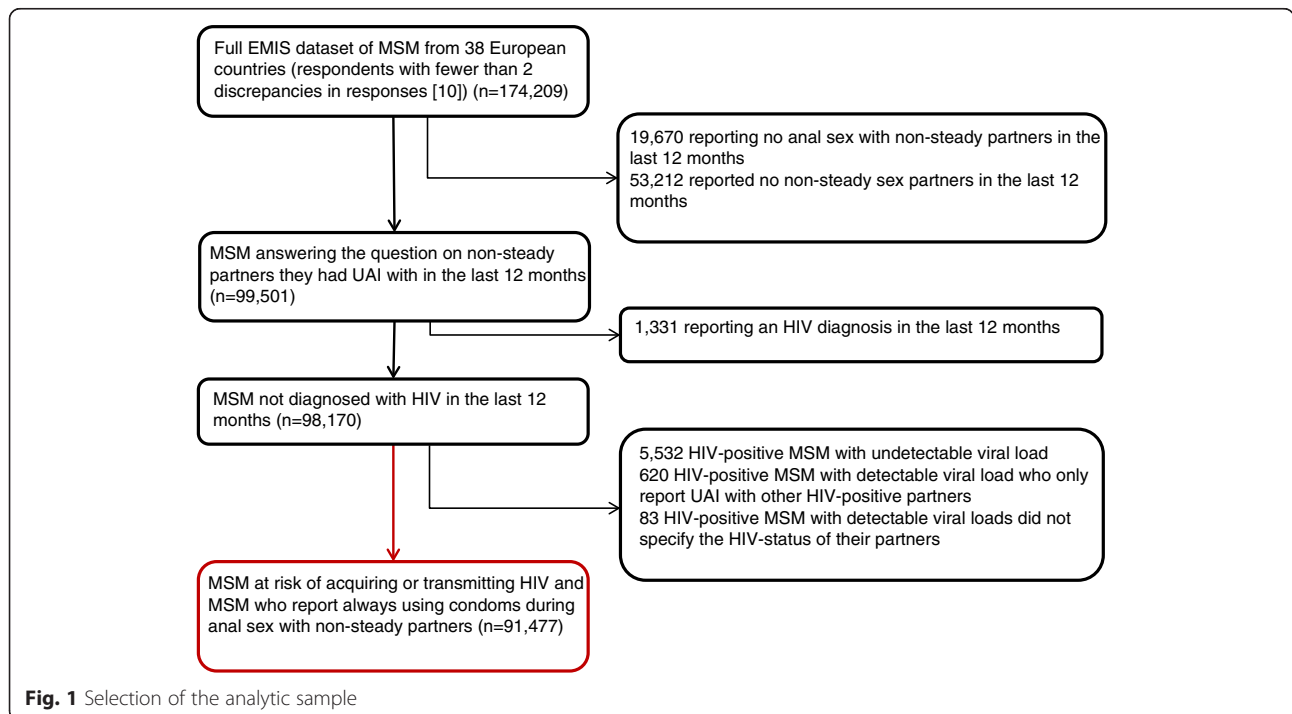 Full EMIS dataset of MSM from 38 European
countries (respondents with fewer than 2
discrepancies in responses [10]) (n=174,209)
19,670 reporting no anal sex with non-steady partners in the
last 12 months
53,212 reported no non-steady sex partners in the last 12
months
MSM answering the question on non-steady
partners they had UAI with in the last 12 months
(n=99,501)
1,331 reporting an HIV diagnosis in the last 12 months
MSM not diagnosed with HIV in the last 12
months (n=98,170)
5,532 HIV-positive MSM with undetectable viral load
620 HIV-positive MSM with detectable viral load who only
report UAI with other HIV-positive partners
83 HIV-positive MSM with detectable viral loads did not
specify the HIV-status of their partners
MSM at risk of acquiring or transmitting HIV and
MSM who report always using condoms during
anal sex with non-steady partners (n=91,477)
Fig. 1 Selection of the analytic sample